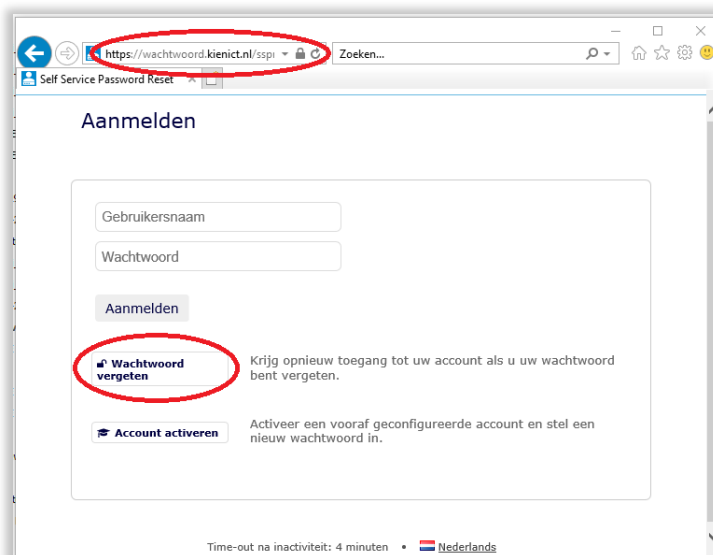 https://wachtwoord.kienict.nl/sspr
Zoeken...
Self Service Password Reset
Aanmelden
Gebruikersnaam
Wachtwoord
Aanmelden
Wachtwoord
vergeten
Krijg opnieuw toegang tot uw account als u uw wachtwoord
bent vergeten.
Account activeren
Activeer een vooraf geconfigureerde account en stel een
nieuw wachtwoord in.
Time-out na inactiviteit: 4 minuten • Nederlands